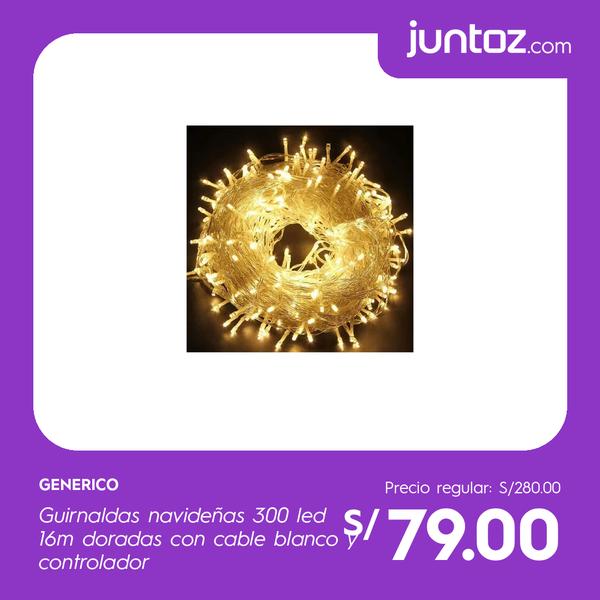 juntoz.com
GENERICO
Guirnaldas navideñas 300 led
16m doradas con cable blanco y
controlador
Precio regular: S/280.00
S/79.00